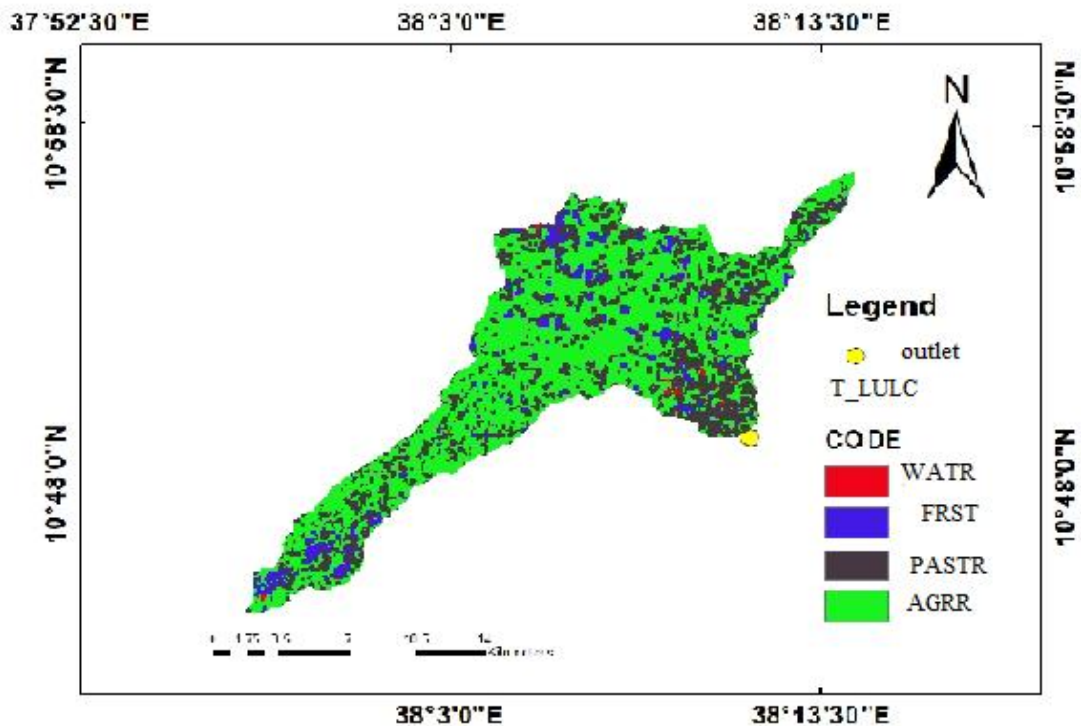 37°52'30"E 38°3'0"E 38°13'30"E
10°58'30"N
10°58'30"N
N
Legend
outlet
T_LULC
CODE
WATR
FRST
PASTR
AGRR
10°48'0"N
10°48'0"N
14
38°3'0"E 38°13'30"E